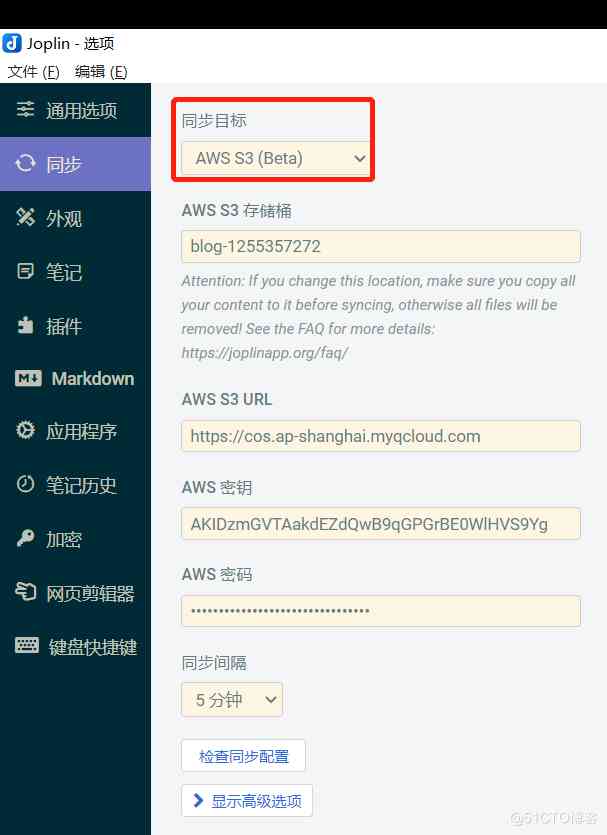 Joplin - 选项
文件 (F) 编辑 (E)
通用选项
同步
外观
笔记
插件
Markdown
应用程序
笔记历史
加密
网页剪辑器
键盘快捷键
同步目标
AWS S3 (Beta)
AWS S3 存储桶
blog-1255357272
Attention: If you change this location, make sure you copy all
your content to it before syncing, otherwise all files will be
removed! See the FAQ for more details:
https://joplinapp.org/faq/
AWS S3 URL
https://cos.ap-shanghai.myqcloud.com
AWS 密钥
AKIDzmGVTAakdEZdQwB9qGPGrBE0WlHVS9Yg
AWS 密码
同步间隔
5 分钟
检查同步配置
显示高级选项
@51CTO博客